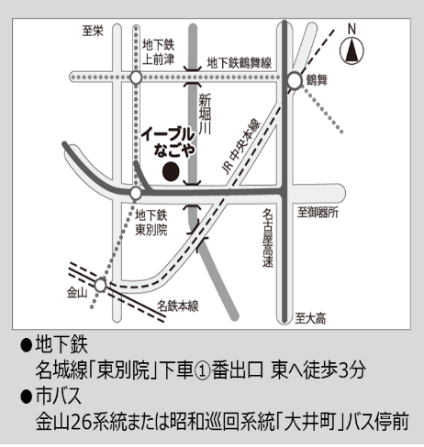 至栄
N
地下鉄
上前津
地下鉄鶴舞線
鶴舞
新堀川
イーブル
なごや
JR中央本線
地下鉄
東別院
名古屋高速
至御器所
金山
名鉄本線
至大高
●地下鉄
名城線「東別院」下車①番出口 東へ徒歩3分
●市バス
金山26系統または昭和巡回系統「大井町」バス停前